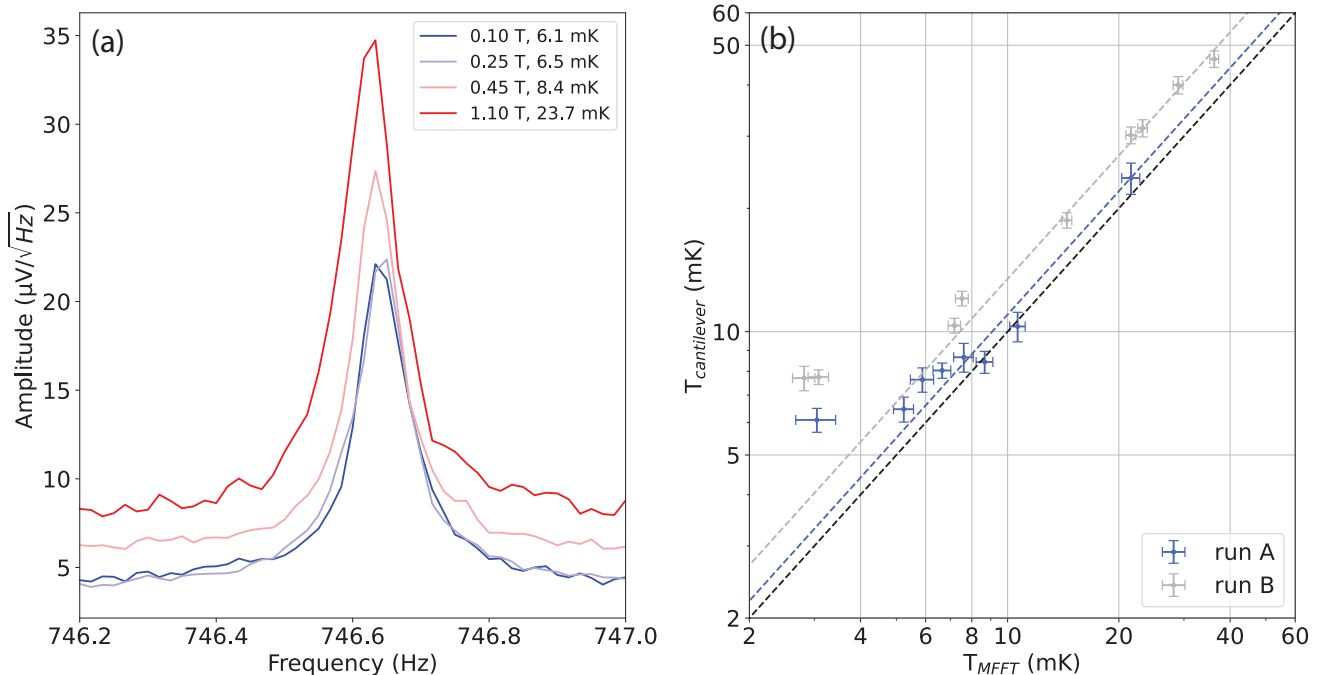 (a)
0.10 T, 6.1 mK
0.25 T, 6.5 mK
0.45 T, 8.4 mK
1.10 T, 23.7 mK
35
30
25
20
15
10
5
Amplitude (μV/√Hz)
746.2 746.4 746.6 746.8 747.0
Frequency (Hz)
(b)
60
50
10
5
2
T_cantilever (mK)
run A
run B
2 4 6 8 10 20 40 60
T_MFFT (mK)